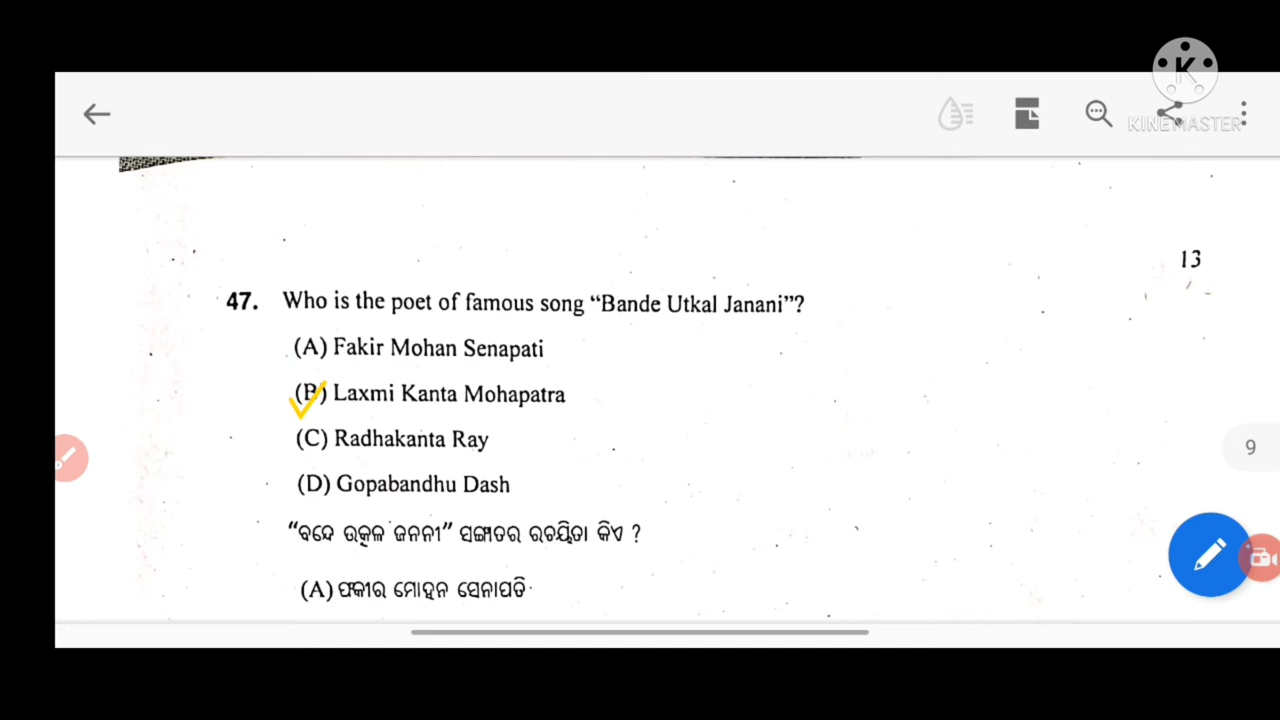 KINEMASTER
13
47. Who is the poet of famous song “Bande Utkal Janani”?
(A) Fakir Mohan Senapati
(B) Laxmi Kanta Mohapatra
(C) Radhakanta Ray
9
(D) Gopabandhu Dash
“ବନ୍ଦେ ଉତ୍କଳ ଜନନୀ” ସଙ୍ଗୀତର ରଚୟିତା କିଏ ?
(A) ଫକୀର ମୋହନ ସେନାପତି